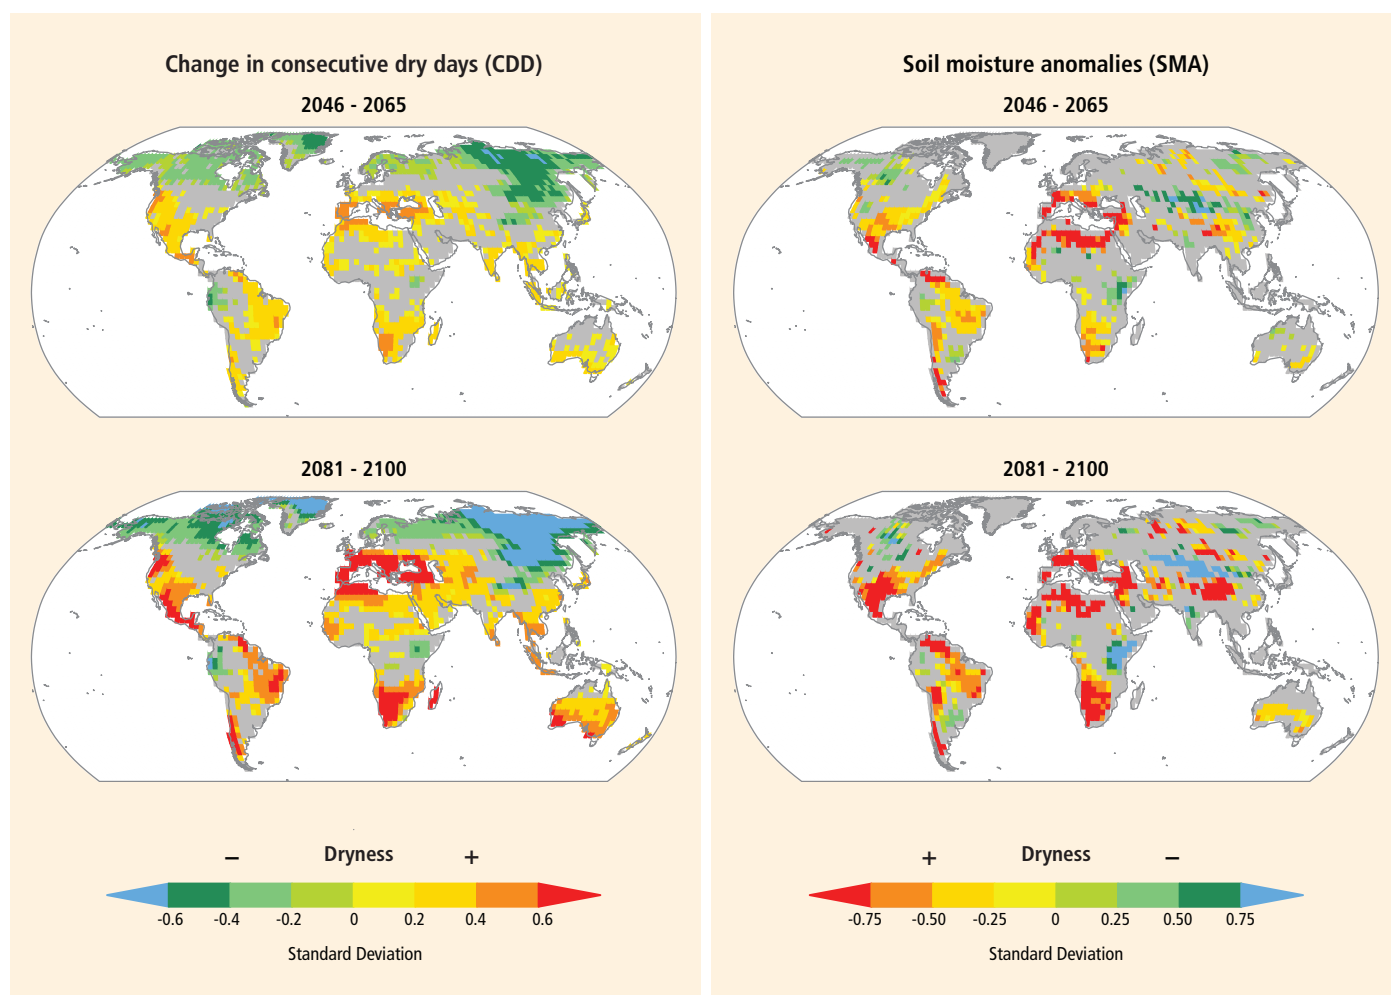 Change in consecutive dry days (CDD)
2046 - 2065
2081 - 2100
– Dryness +
-0.6 -0.4 -0.2 0 0.2 0.4 0.6
Standard Deviation
Soil moisture anomalies (SMA)
2046 - 2065
2081 - 2100
+ Dryness –
-0.75 -0.50 -0.25 0 0.25 0.50 0.75
Standard Deviation